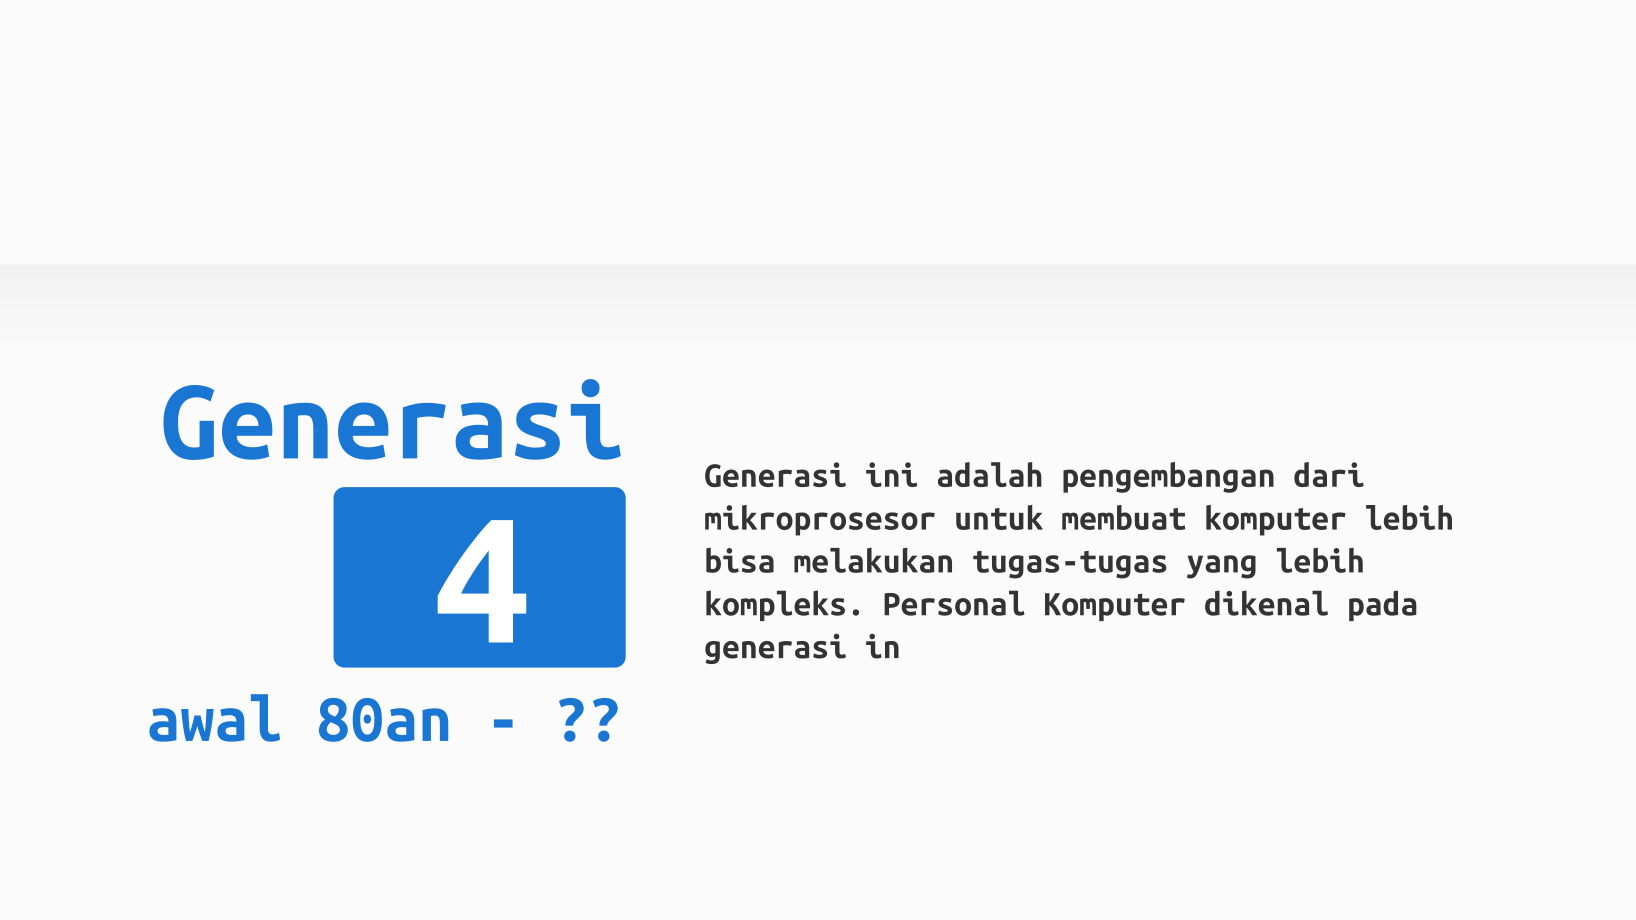 Generasi
4
awal 80an - ??
Generasi ini adalah pengembangan dari
mikroprosesor untuk membuat komputer lebih
bisa melakukan tugas-tugas yang lebih
kompleks. Personal Komputer dikenal pada
generasi in